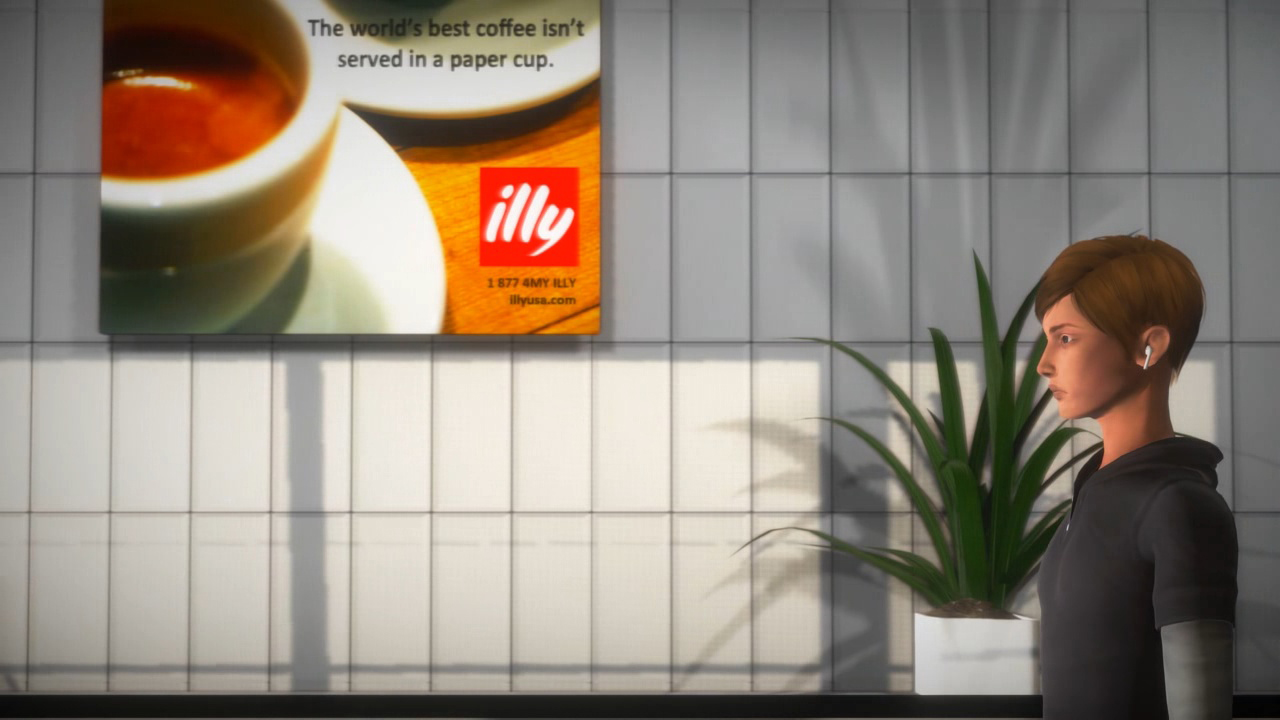 The world's best coffee isn't
served in a paper cup.
illy
1 877 4MY ILLY
illyusa.com